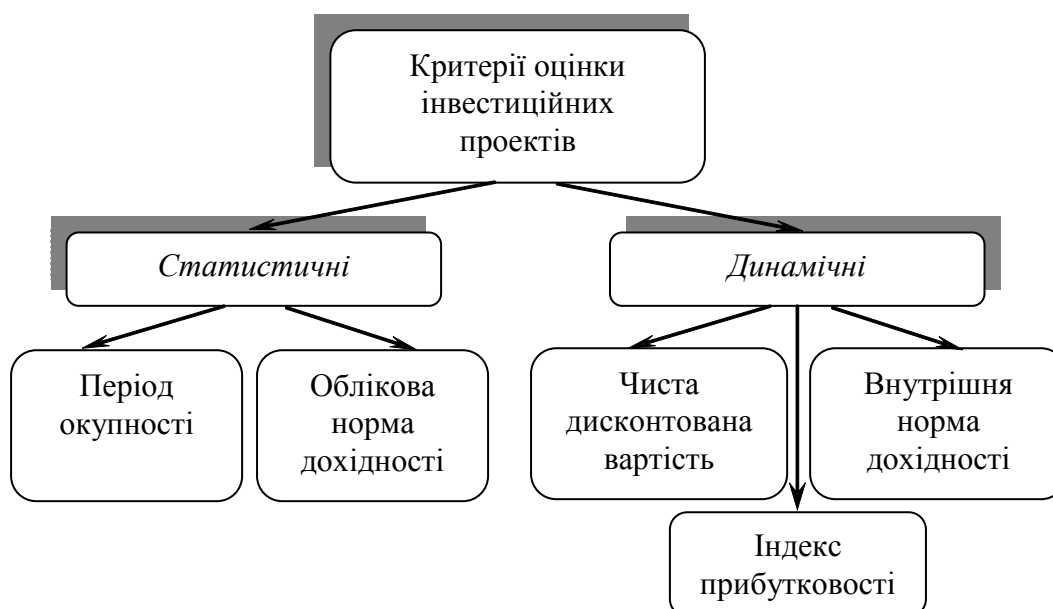 Критерії оцінки
інвестиційних
проектів
Статистичні
Динамічні
Період
окупності
Облікова
норма
дохідності
Чиста
дисконтована
вартість
Внутрішня
норма
дохідності
Індекс
прибутковості